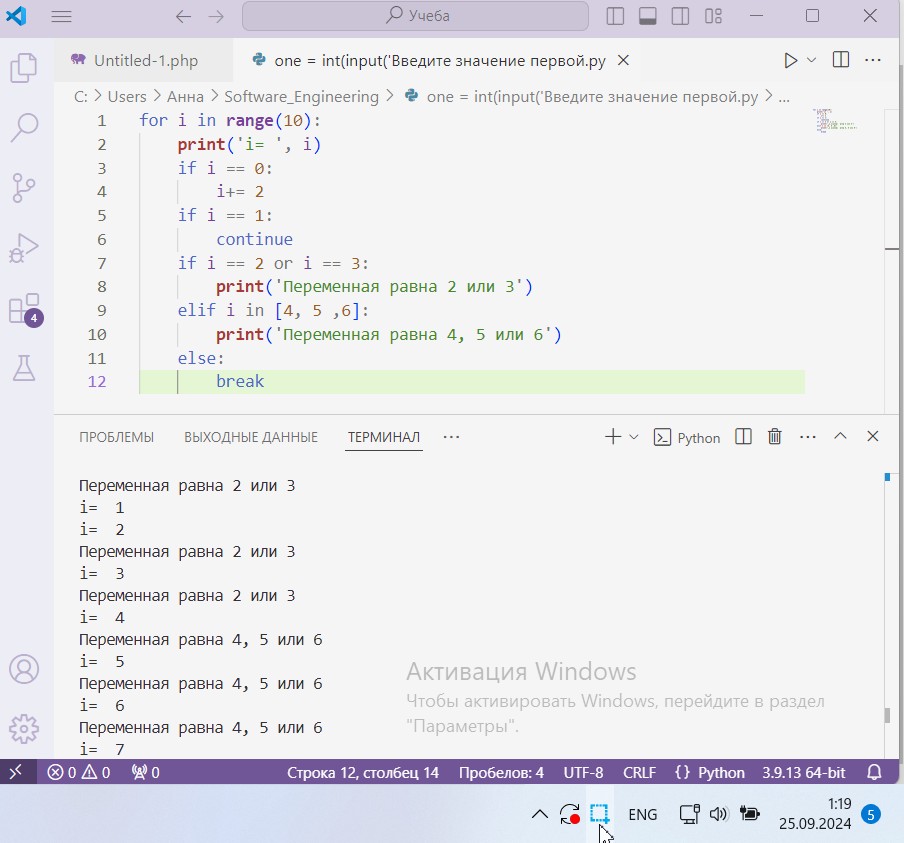 Учеба
Untitled-1.php
one = int(input('Введите значение первой.py
C: > Users > Анна > Software_Engineering > one = int(input('Введите значение первой.py > ...
1 for i in range(10):
2 print('i= ', i)
3 if i == 0:
4 i+= 2
5 if i == 1:
6 continue
7 if i == 2 or i == 3:
8 print('Переменная равна 2 или 3')
9 elif i in [4, 5 ,6]:
10 print('Переменная равна 4, 5 или 6')
11 else:
12 break
4
ПРОБЛЕМЫ ВЫХОДНЫЕ ДАННЫЕ ТЕРМИНАЛ ... Python
Переменная равна 2 или 3
i=  1
i=  2
Переменная равна 2 или 3
i=  3
Переменная равна 2 или 3
i=  4
Переменная равна 4, 5 или 6
i=  5
Переменная равна 4, 5 или 6
i=  6
Переменная равна 4, 5 или 6
i=  7
Активация Windows
Чтобы активировать Windows, перейдите в раздел
"Параметры".
0 0 0 Строка 12, столбец 14 Пробелов: 4 UTF-8 CRLF {} Python 3.9.13 64-bit
ENG 1:19
25.09.2024 5